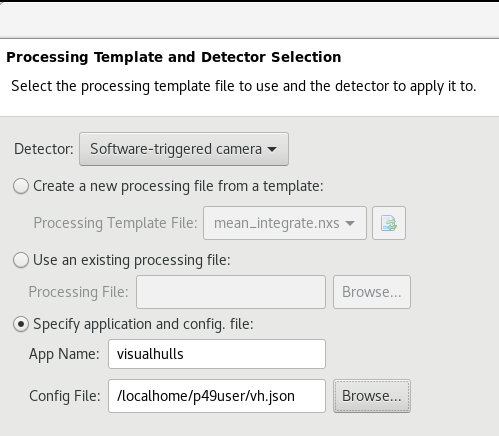 Processing Template and Detector Selection
Select the processing template file to use and the detector to apply it to.
Detector: Software-triggered camera
Create a new processing file from a template:
Processing Template File: mean_integrate.nxs
Use an existing processing file:
Processing File: Browse...
Specify application and config. file:
App Name: visualhulls
Config File: /localhome/p49user/vh.json Browse...